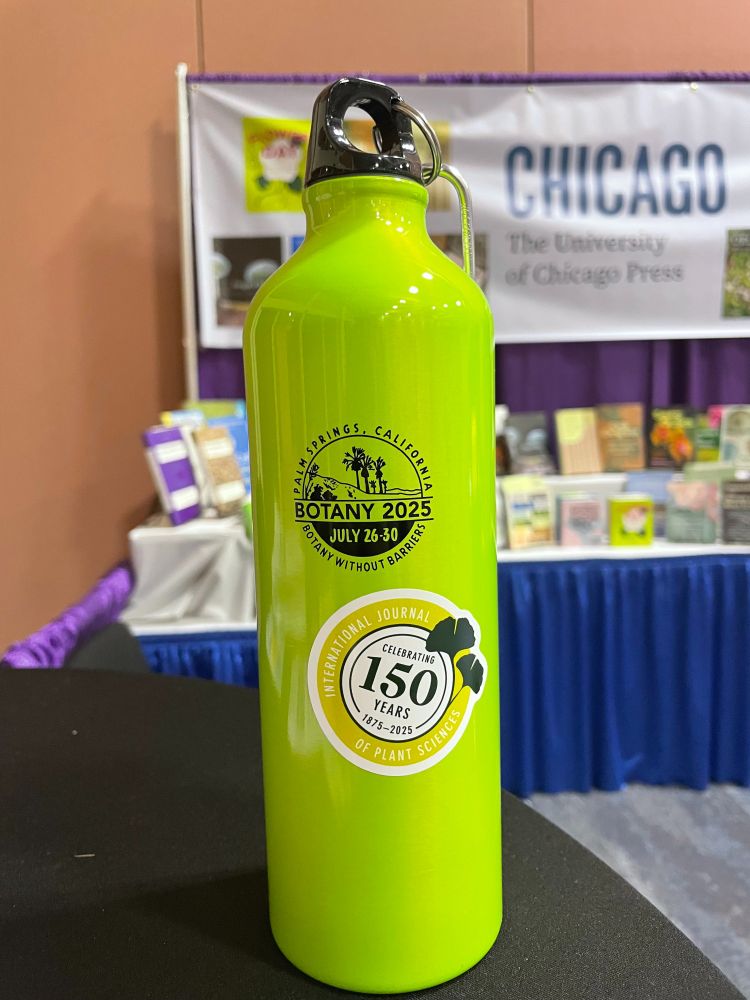 CHICAGO
The University
of Chicago Press
PALM SPRINGS, CALIFORNIA
BOTANY 2025
JULY 26-30
BOTANY WITHOUT BARRIERS
INTERNATIONAL JOURNAL
CELEBRATING
150
YEARS
1875–2025
OF PLANT SCIENCES